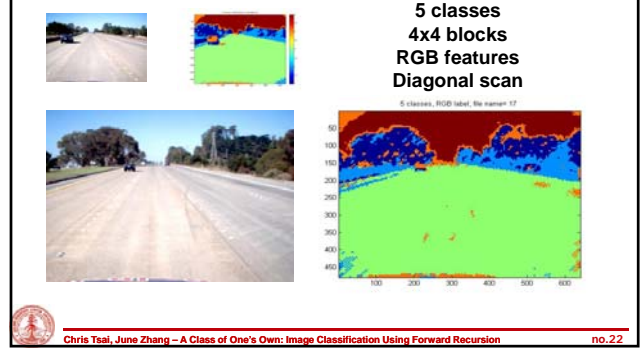 5 classes
4x4 blocks
RGB features
Diagonal scan
5 classes, RGB label, file name= 17
50
100
150
200
250
300
350
400
450
100 200 300 400 500 600
Chris Tsai, June Zhang – A Class of One's Own: Image Classification Using Forward Recursion no.22